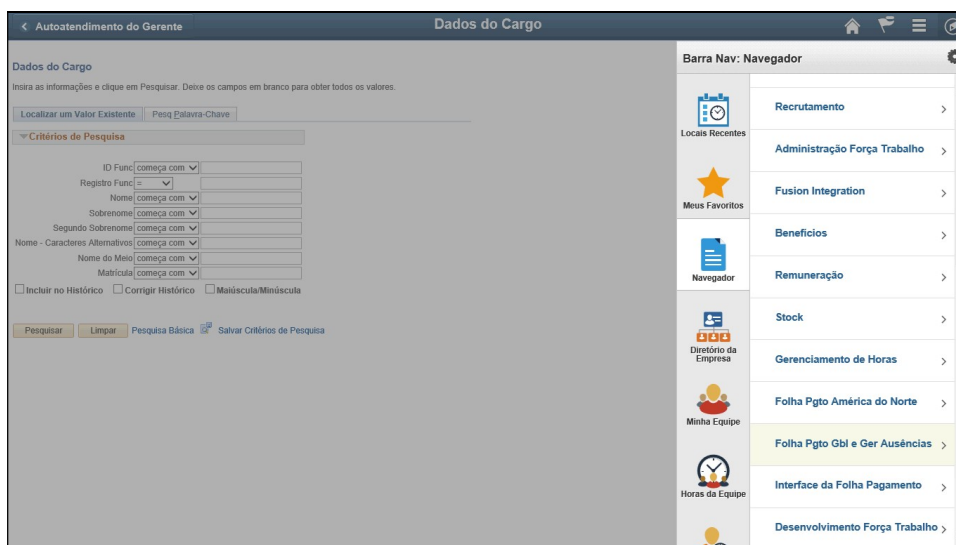 Autoatendimento do Gerente
Dados do Cargo
Dados do Cargo
Insira as informações e clique em Pesquisar. Deixe os campos em branco para obter todos os valores.
Localizar um Valor Existente
Pesq Palavra-Chave
Critérios de Pesquisa
ID Func começa com
Registro Func =
Nome começa com
Sobrenome começa com
Segundo Sobrenome começa com
Nome - Caracteres Alternativos começa com
Nome do Meio começa com
Matrícula começa com
Incluir no Histórico Corrigir Histórico Maiúscula/Minúscula
Pesquisar Limpar Pesquisa Básica Salvar Critérios de Pesquisa
Barra Nav: Navegador
Locais Recentes
Meus Favoritos
Navegador
Diretório da
Empresa
Minha Equipe
Horas da Equipe
Recrutamento
Administração Força Trabalho
Fusion Integration
Benefícios
Remuneração
Stock
Gerenciamento de Horas
Folha Pgto América do Norte
Folha Pgto Gbl e Ger Ausências
Interface da Folha Pagamento
Desenvolvimento Força Trabalho